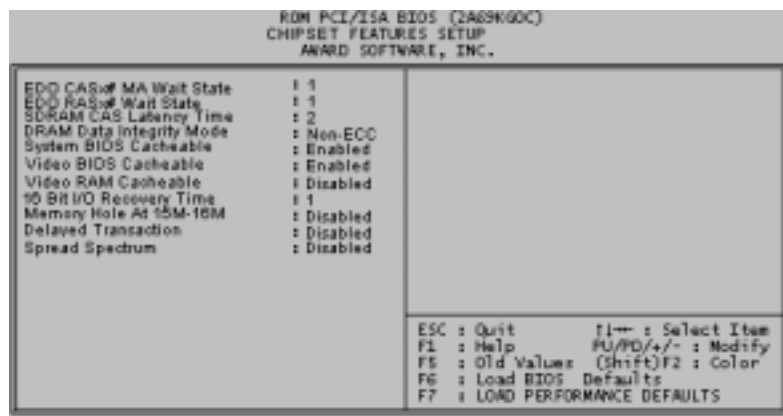 ROM PCI/ISA BIOS (2A69KGOC)
CHIPSET FEATURES SETUP
AWARD SOFTWARE, INC.
EDO CASx# MA Wait State : 1
EDO RASx# Wait State : 1
SDRAM CAS Latency Time : 2
DRAM Data Integrity Mode : Non-ECC
System BIOS Cacheable : Enabled
Video BIOS Cacheable : Enabled
Video RAM Cacheable : Disabled
16 Bit I/O Recovery Time : 1
Memory Hole At 15M-16M : Disabled
Delayed Transaction : Disabled
Spread Spectrum : Disabled
ESC : Quit ↑↓→← : Select Item
F1 : Help PU/PD/+/- : Modify
F5 : Old Values (Shift)F2 : Color
F6 : Load BIOS Defaults
F7 : LOAD PERFORMANCE DEFAULTS